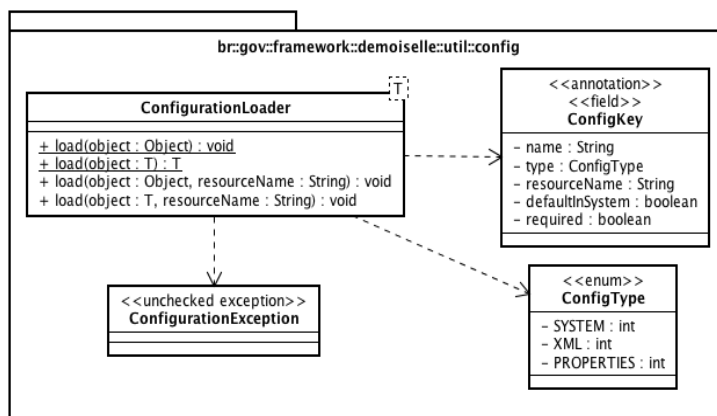 br::gov::framework::demoiselle::util::config
T
ConfigurationLoader
+ load(object : Object) : void
+ load(object : T) : T
+ load(object : Object, resourceName : String) : void
+ load(object : T, resourceName : String) : void
<<annotation>>
<<field>>
ConfigKey
- name : String
- type : ConfigType
- resourceName : String
- defaultInSystem : boolean
- required : boolean
<<unchecked exception>>
ConfigurationException
<<enum>>
ConfigType
- SYSTEM : int
- XML : int
- PROPERTIES : int